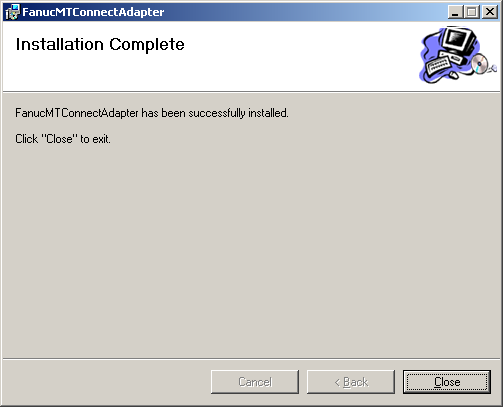 FanucMTConnectAdapter
Installation Complete
FanucMTConnectAdapter has been successfully installed.
Click "Close" to exit.
Cancel
< Back
Close